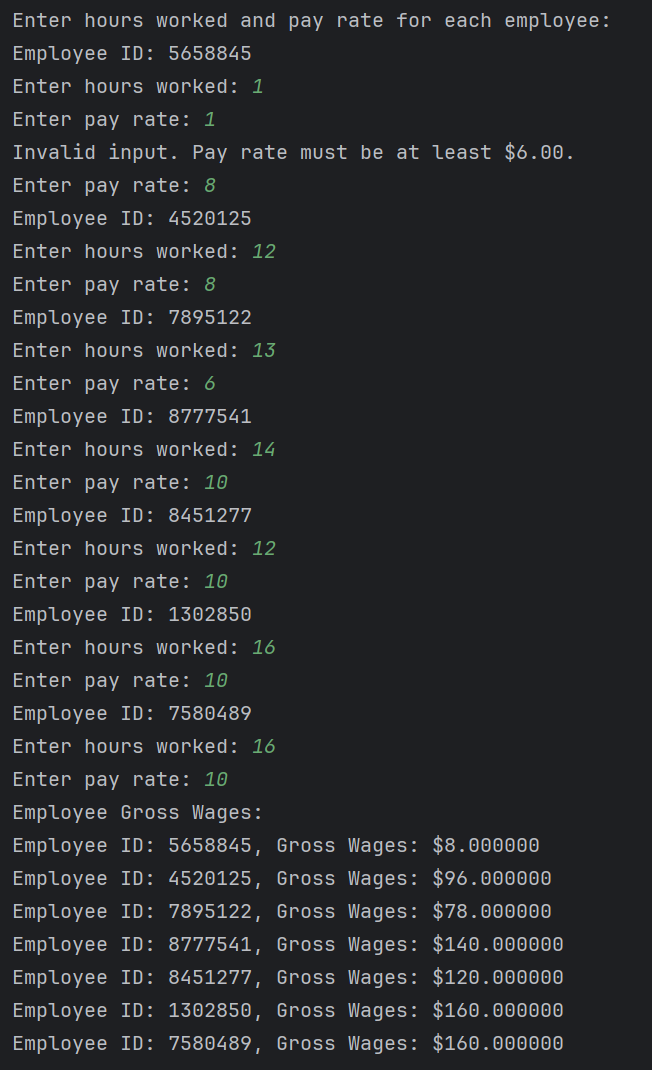 Enter hours worked and pay rate for each employee:
Employee ID: 5658845
Enter hours worked: 1
Enter pay rate: 1
Invalid input. Pay rate must be at least $6.00.
Enter pay rate: 8
Employee ID: 4520125
Enter hours worked: 12
Enter pay rate: 8
Employee ID: 7895122
Enter hours worked: 13
Enter pay rate: 6
Employee ID: 8777541
Enter hours worked: 14
Enter pay rate: 10
Employee ID: 8451277
Enter hours worked: 12
Enter pay rate: 10
Employee ID: 1302850
Enter hours worked: 16
Enter pay rate: 10
Employee ID: 7580489
Enter hours worked: 16
Enter pay rate: 10
Employee Gross Wages:
Employee ID: 5658845, Gross Wages: $8.000000
Employee ID: 4520125, Gross Wages: $96.000000
Employee ID: 7895122, Gross Wages: $78.000000
Employee ID: 8777541, Gross Wages: $140.000000
Employee ID: 8451277, Gross Wages: $120.000000
Employee ID: 1302850, Gross Wages: $160.000000
Employee ID: 7580489, Gross Wages: $160.000000